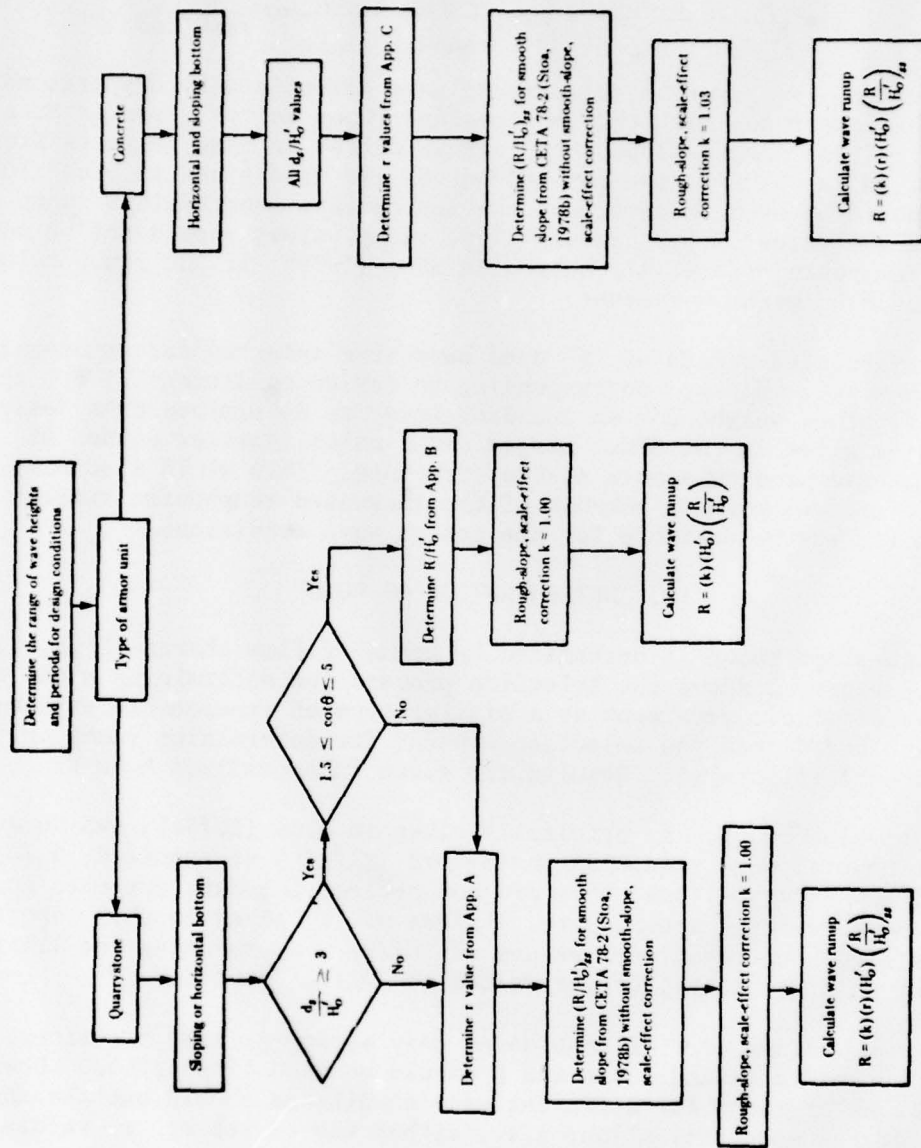 Determine the range of wave heights
and periods for design conditions
Type of armor unit
Quarrystone
Sloping or horizontal bottom
d_s/H'_o ≥ 3
Yes
No
1.5 ≤ cotθ ≤ 5
Yes
No
Determine R/H'_o from App. B
Rough-slope, scale-effect
correction k = 1.00
Calculate wave runup
R = (k) (H'_o) (R/H'_o)
Determine r value from App. A
Determine (R/H'_o)_ss for smooth
slope from CETA 78-2 (Stoa,
1978b) without smooth-slope,
scale-effect correction
Rough-slope, scale-effect correction k = 1.00
Calculate wave runup
R = (k) (r) (H'_o) (R/H'_o)_ss
Concrete
Horizontal and sloping bottom
All d_s/H'_o values
Determine r values from App. C
Determine (R/H'_o)_ss for smooth
slope from CETA 78-2 (Stoa,
1978b) without smooth-slope,
scale-effect correction
Rough-slope, scale-effect
correction k = 1.03
Calculate wave runup
R = (k) (r) (H'_o) (R/H'_o)_ss